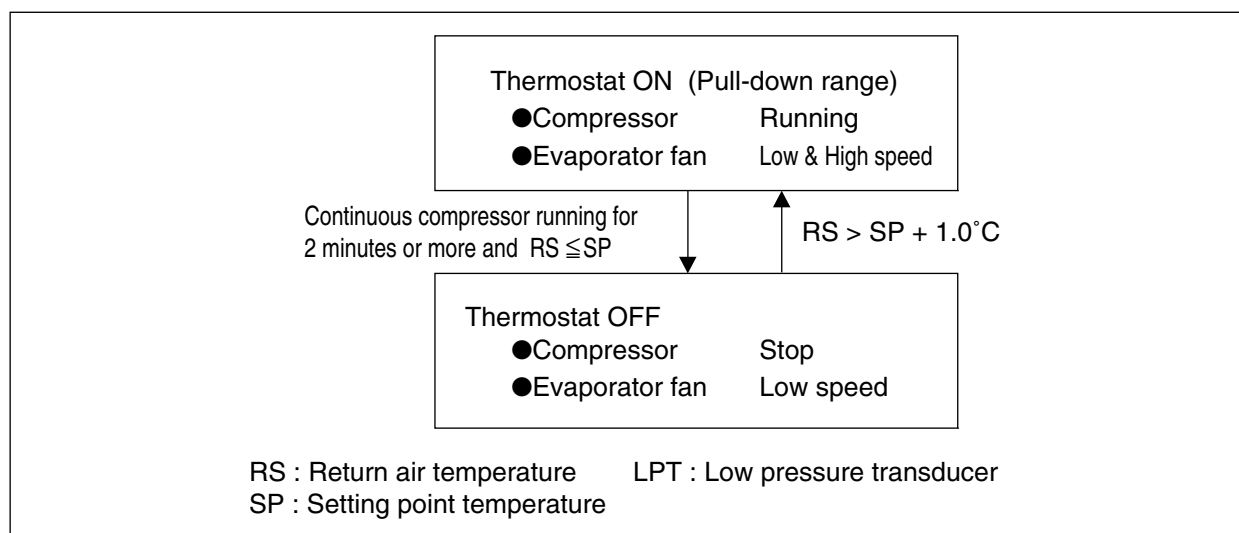 Thermostat ON (Pull-down range)
●Compressor Running
●Evaporator fan Low & High speed
Continuous compressor running for
2 minutes or more and RS ≦SP
RS > SP + 1.0˚C
Thermostat OFF
●Compressor Stop
●Evaporator fan Low speed
RS : Return air temperature LPT : Low pressure transducer
SP : Setting point temperature